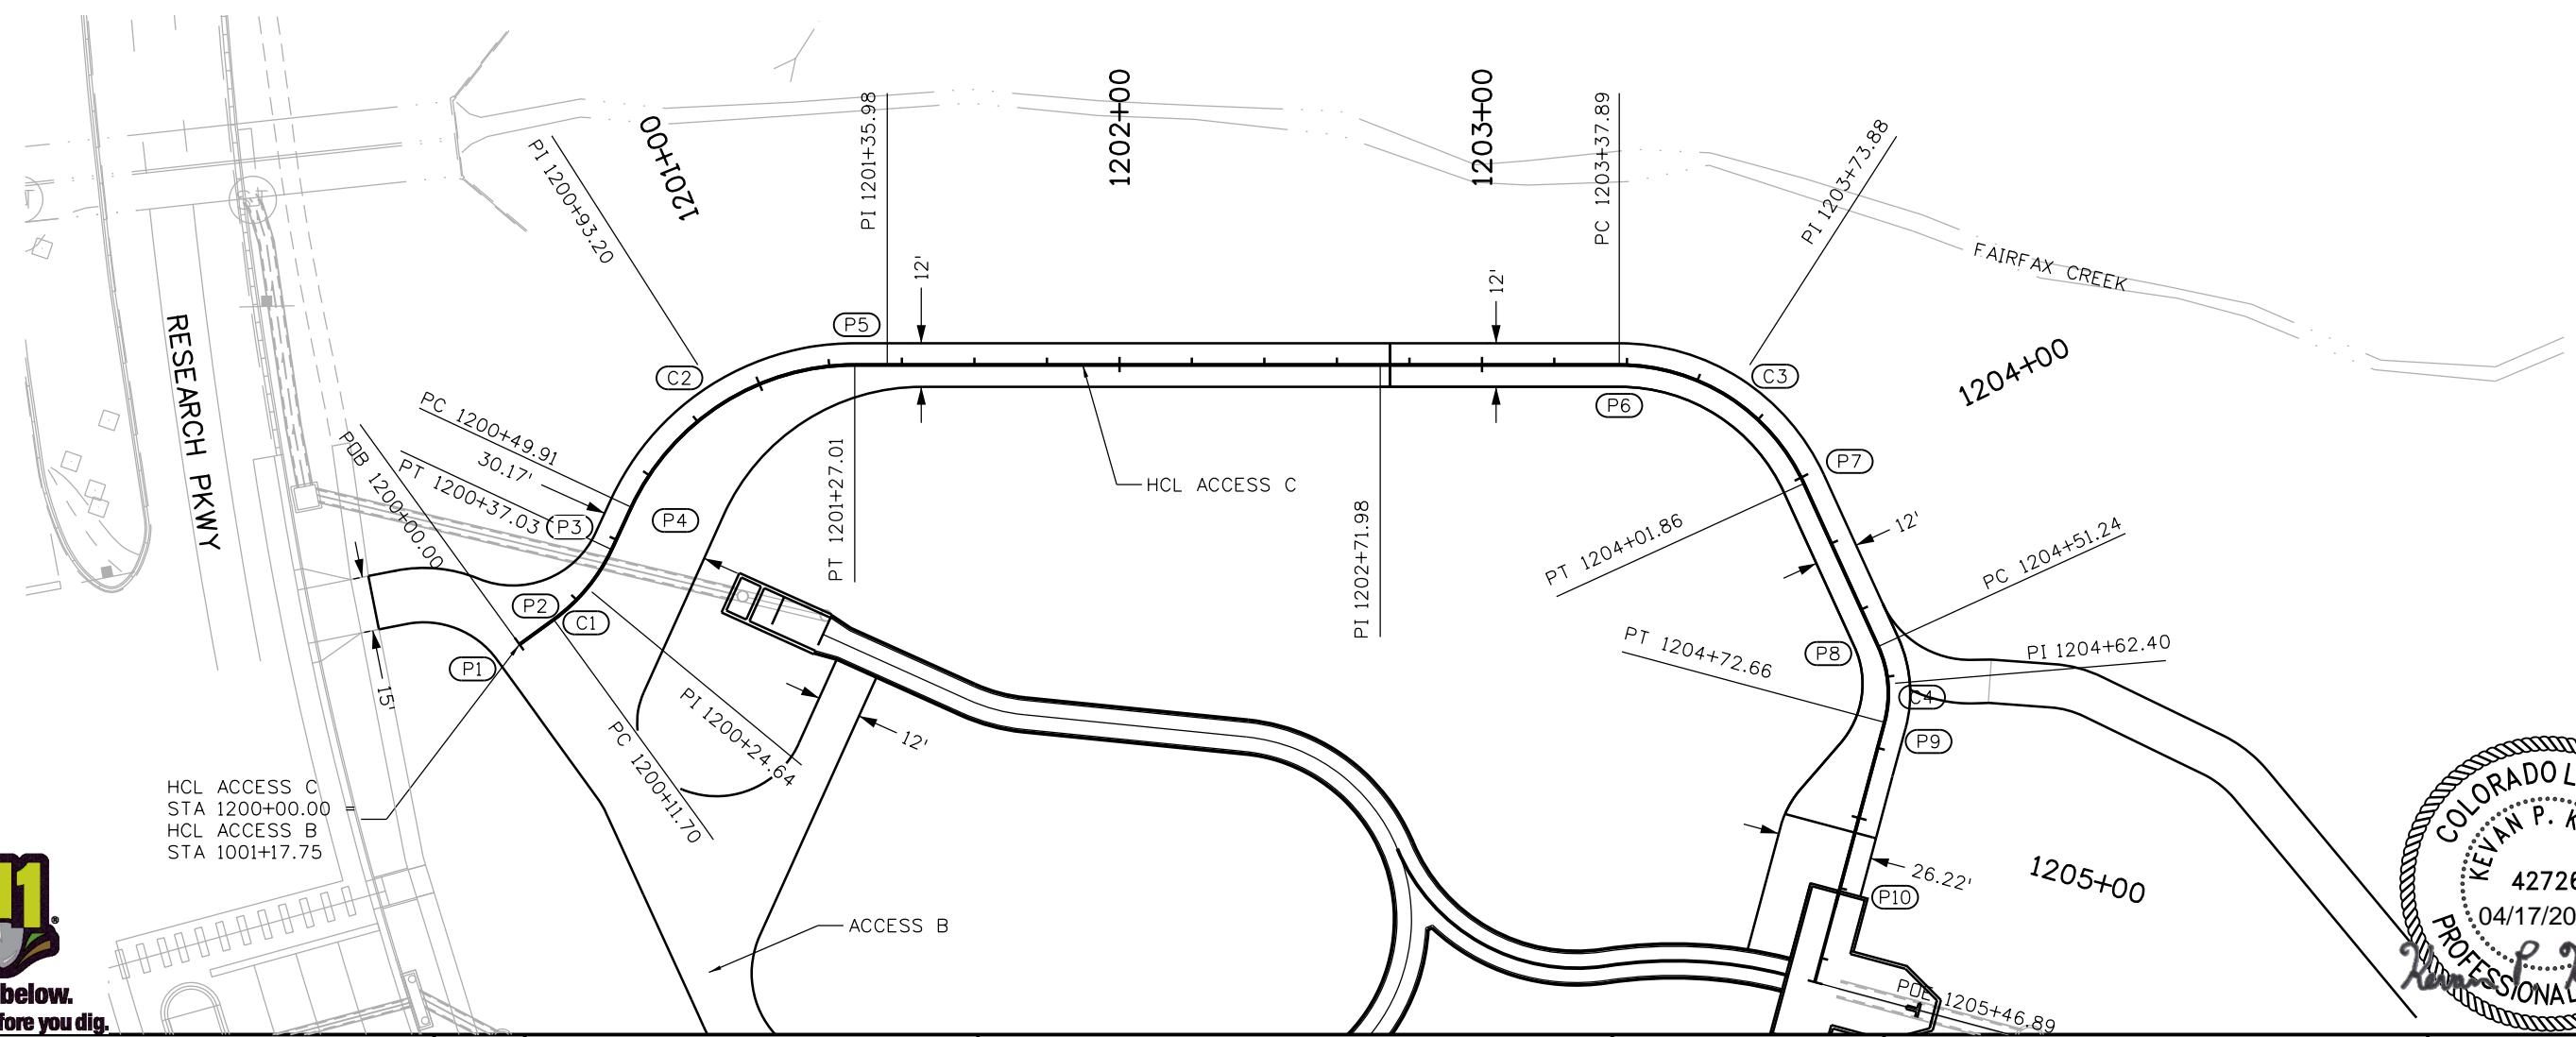 1202+00
1203+00
PI 1201+35.98
PC 1203+37.89
1201+00
PI 1200+93.20
PI 1203+73.88
FAIRFAX CREEK
12'
12'
RESEARCH PKWY
P5
C2
C3
P6
1204+00
PC 1200+49.91
30.17'
PT 1200+37.03
POB 1200+00.00
P3
P4
PT 1201+27.01
HCL ACCESS C
PI 1202+71.98
P7
12'
PT 1204+01.86
PC 1204+51.24
P2
C1
P1
15'
PT 1204+72.66
P8
PI 1204+62.40
C4
P9
PI 1200+24.64
PC 1200+11.70
12'
HCL ACCESS C
STA 1200+00.00 =
HCL ACCESS B
STA 1001+17.75
26.22'
1205+00
P10
ACCESS B
POE 1205+46.89
COLORADO
KEVAN P.
42726
04/17/20
PROFESSIONAL
11
®
below.
fore you dig.